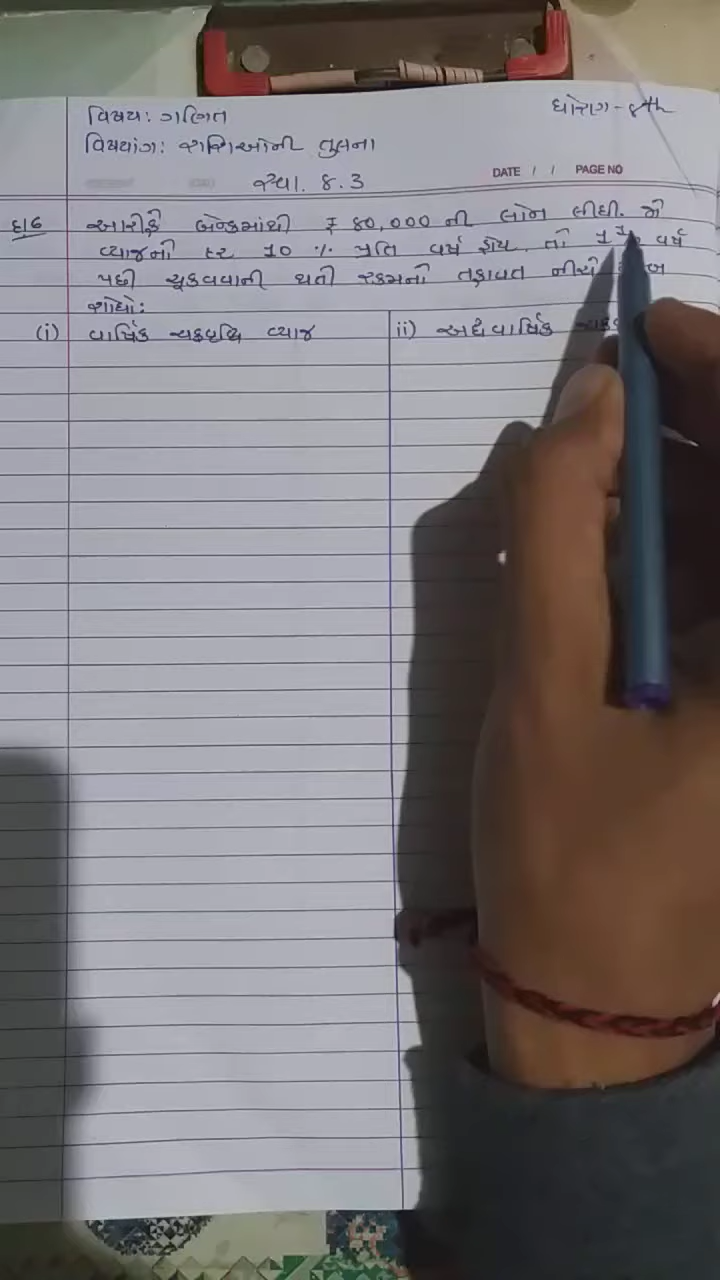 વિષય: ગણિત
ધોરણ - 8th
વિષયાંગ: રાશિઓની તુલના
DATE / / PAGE NO
સ્વા. 8.3
દા6 આરીફે બેન્કમાંથી ₹ 80,000 ની લોન લીધી. જો
વ્યાજનો દર 10 % પ્રતિ વર્ષ હોય તો 1 વર્ષ
પછી ચૂકવવાની થતી રકમનો તફાવત નીચે
શોધો:
(i) વાર્ષિક ચક્રવૃદ્ધિ વ્યાજ
ii) અર્ધવાર્ષિક